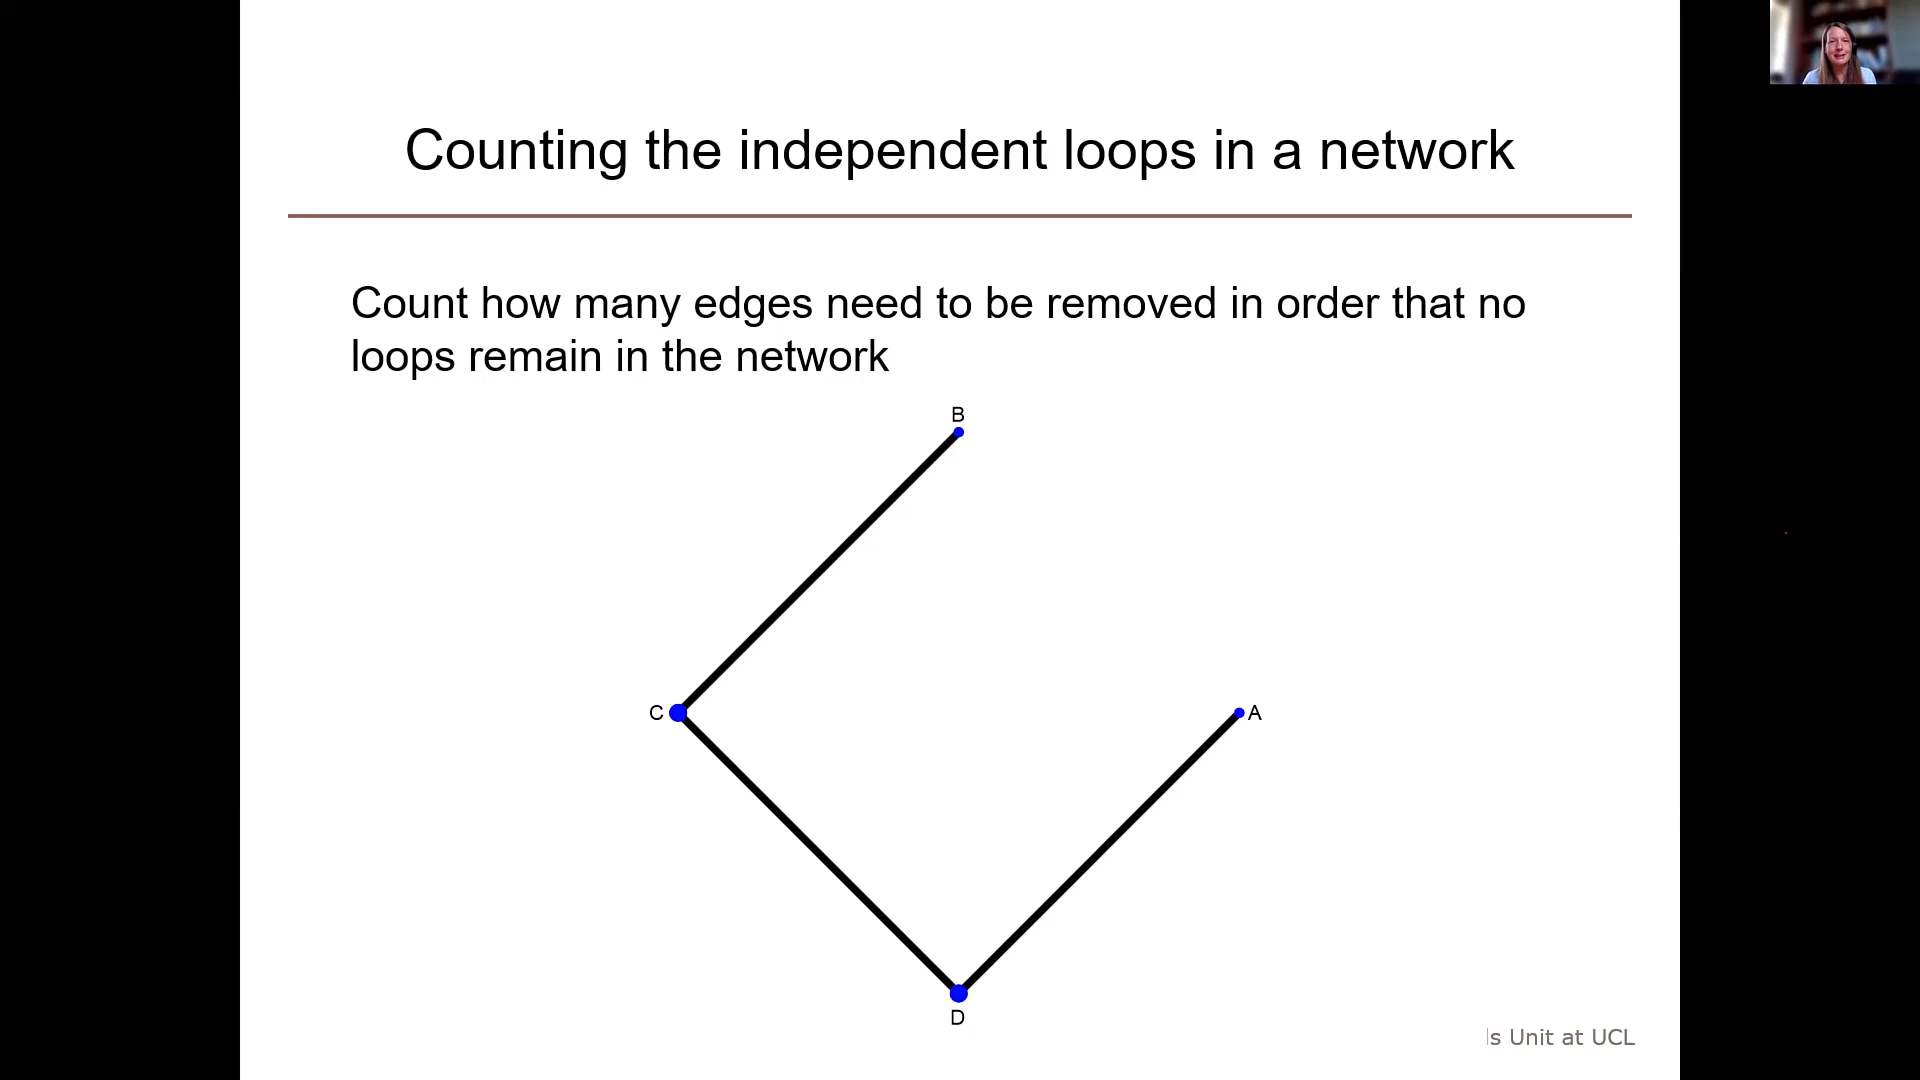 Counting the independent loops in a network
Count how many edges need to be removed in order that no
loops remain in the network
B
C
A
D
ls Unit at UCL